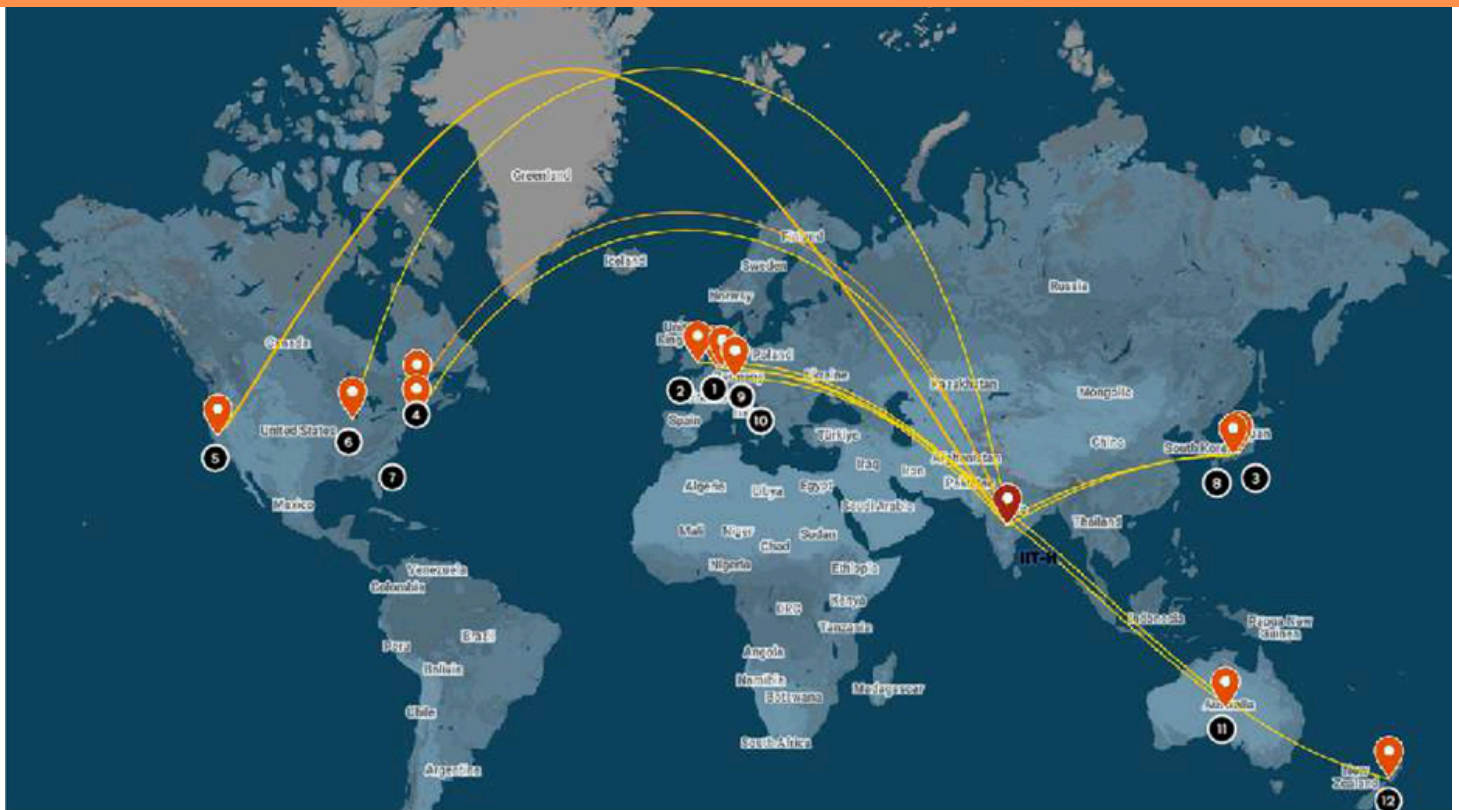 Greenland
Finland
Iceland
Sweden
Russia
Norway
Canada
Poland
Ukraine
Kazakhstan
Mongolia
2
1
9
4
10
United States
6
Spain
Türkiye
China
South Korea
5
7
Iraq
Iran
Afghanistan
8
3
Mexico
Algeria
Libya
Egypt
Saudi Arabia
Mali
Niger
Chad
Sudan
Thailand
IIT-H
Venezuela
Colombia
Nigeria
Ethiopia
Kenya
DRC
Tanzania
Indonesia
Papua New
Guinea
Peru
Brazil
Bolivia
Angola
Namibia
Botswana
Madagascar
Chile
South Africa
11
Argentina
New
Zealand
12